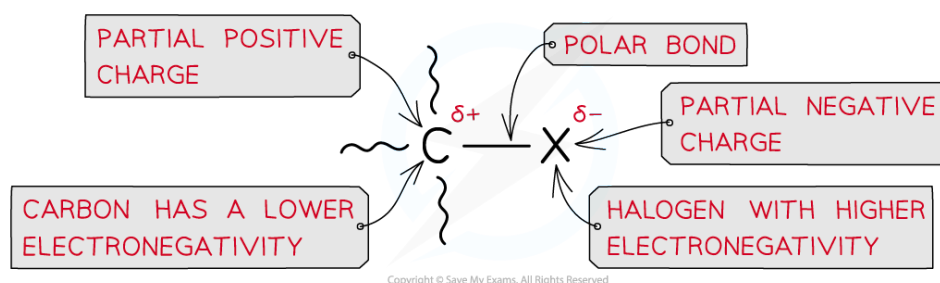 PARTIAL POSITIVE
CHARGE
POLAR BOND
δ+
δ−
C
X
PARTIAL NEGATIVE
CHARGE
CARBON HAS A LOWER
ELECTRONEGATIVITY
HALOGEN WITH HIGHER
ELECTRONEGATIVITY
Copyright © Save My Exams. All Rights Reserved